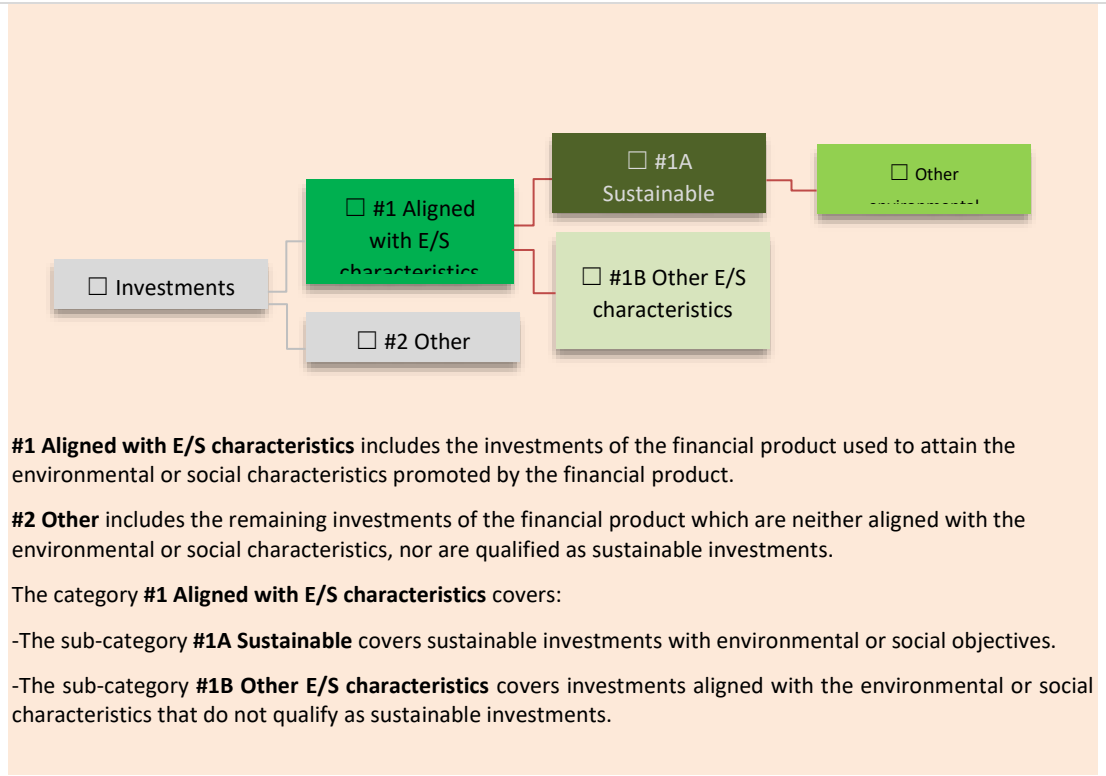 ☐ #1A
Sustainable
☐ Other
environmental
☐ #1 Aligned
with E/S
characteristics
☐ #1B Other E/S
characteristics
☐ Investments
☐ #2 Other
#1 Aligned with E/S characteristics includes the investments of the financial product used to attain the
environmental or social characteristics promoted by the financial product.
#2 Other includes the remaining investments of the financial product which are neither aligned with the
environmental or social characteristics, nor are qualified as sustainable investments.
The category #1 Aligned with E/S characteristics covers:
-The sub-category #1A Sustainable covers sustainable investments with environmental or social objectives.
-The sub-category #1B Other E/S characteristics covers investments aligned with the environmental or social
characteristics that do not qualify as sustainable investments.